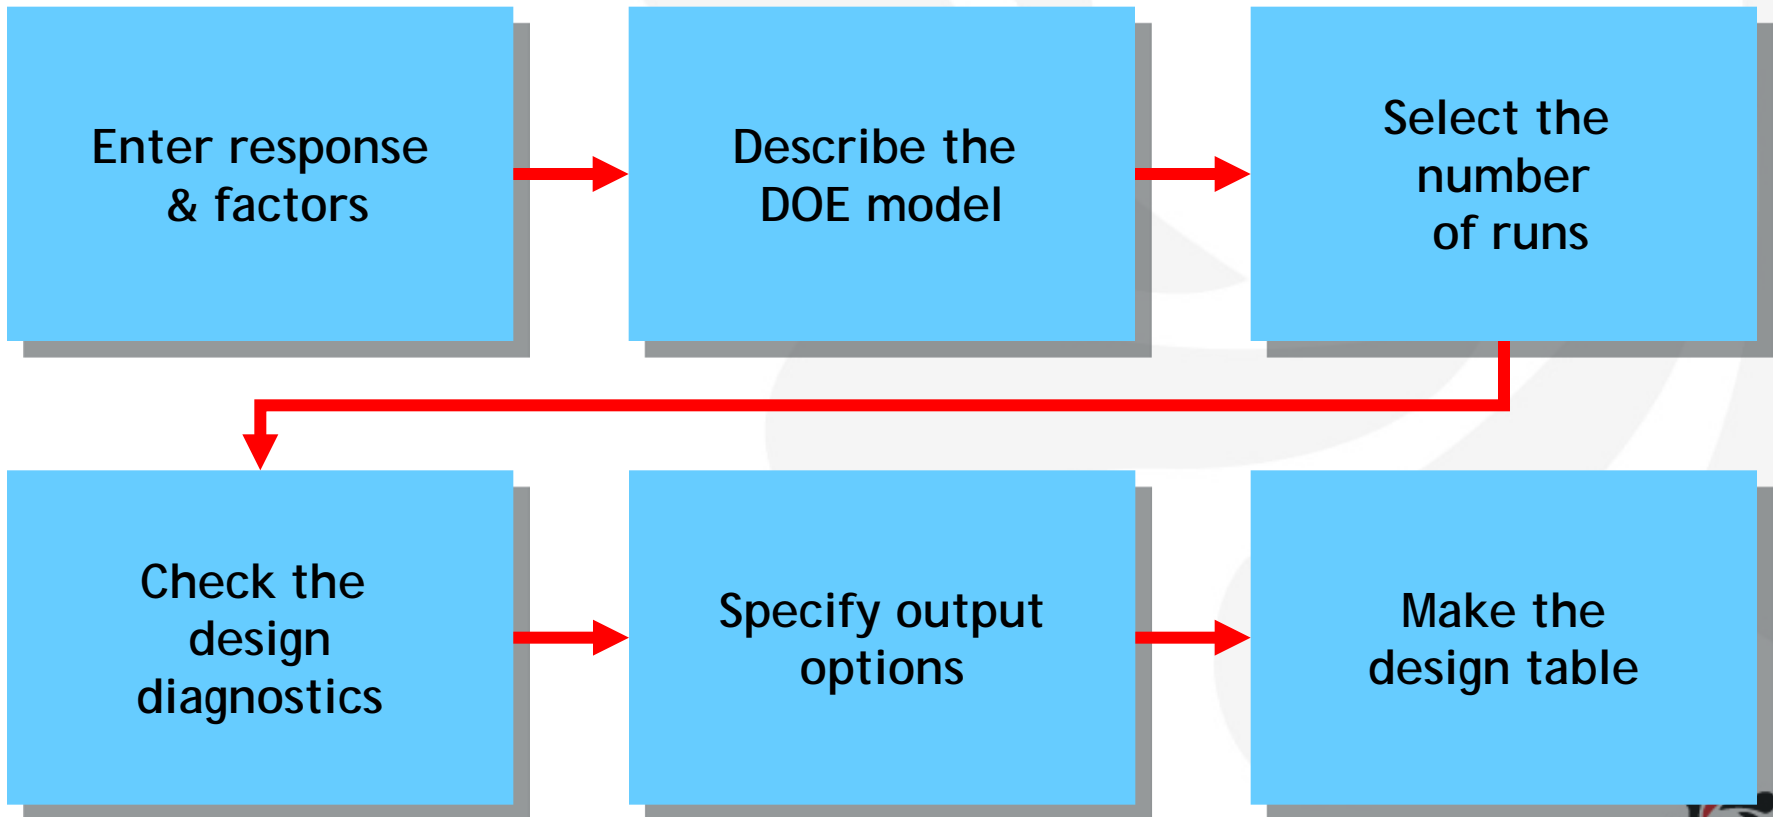 Enter response
& factors
Describe the
DOE model
Select the
number
of runs
Check the
design
diagnostics
Specify output
options
Make the
design table